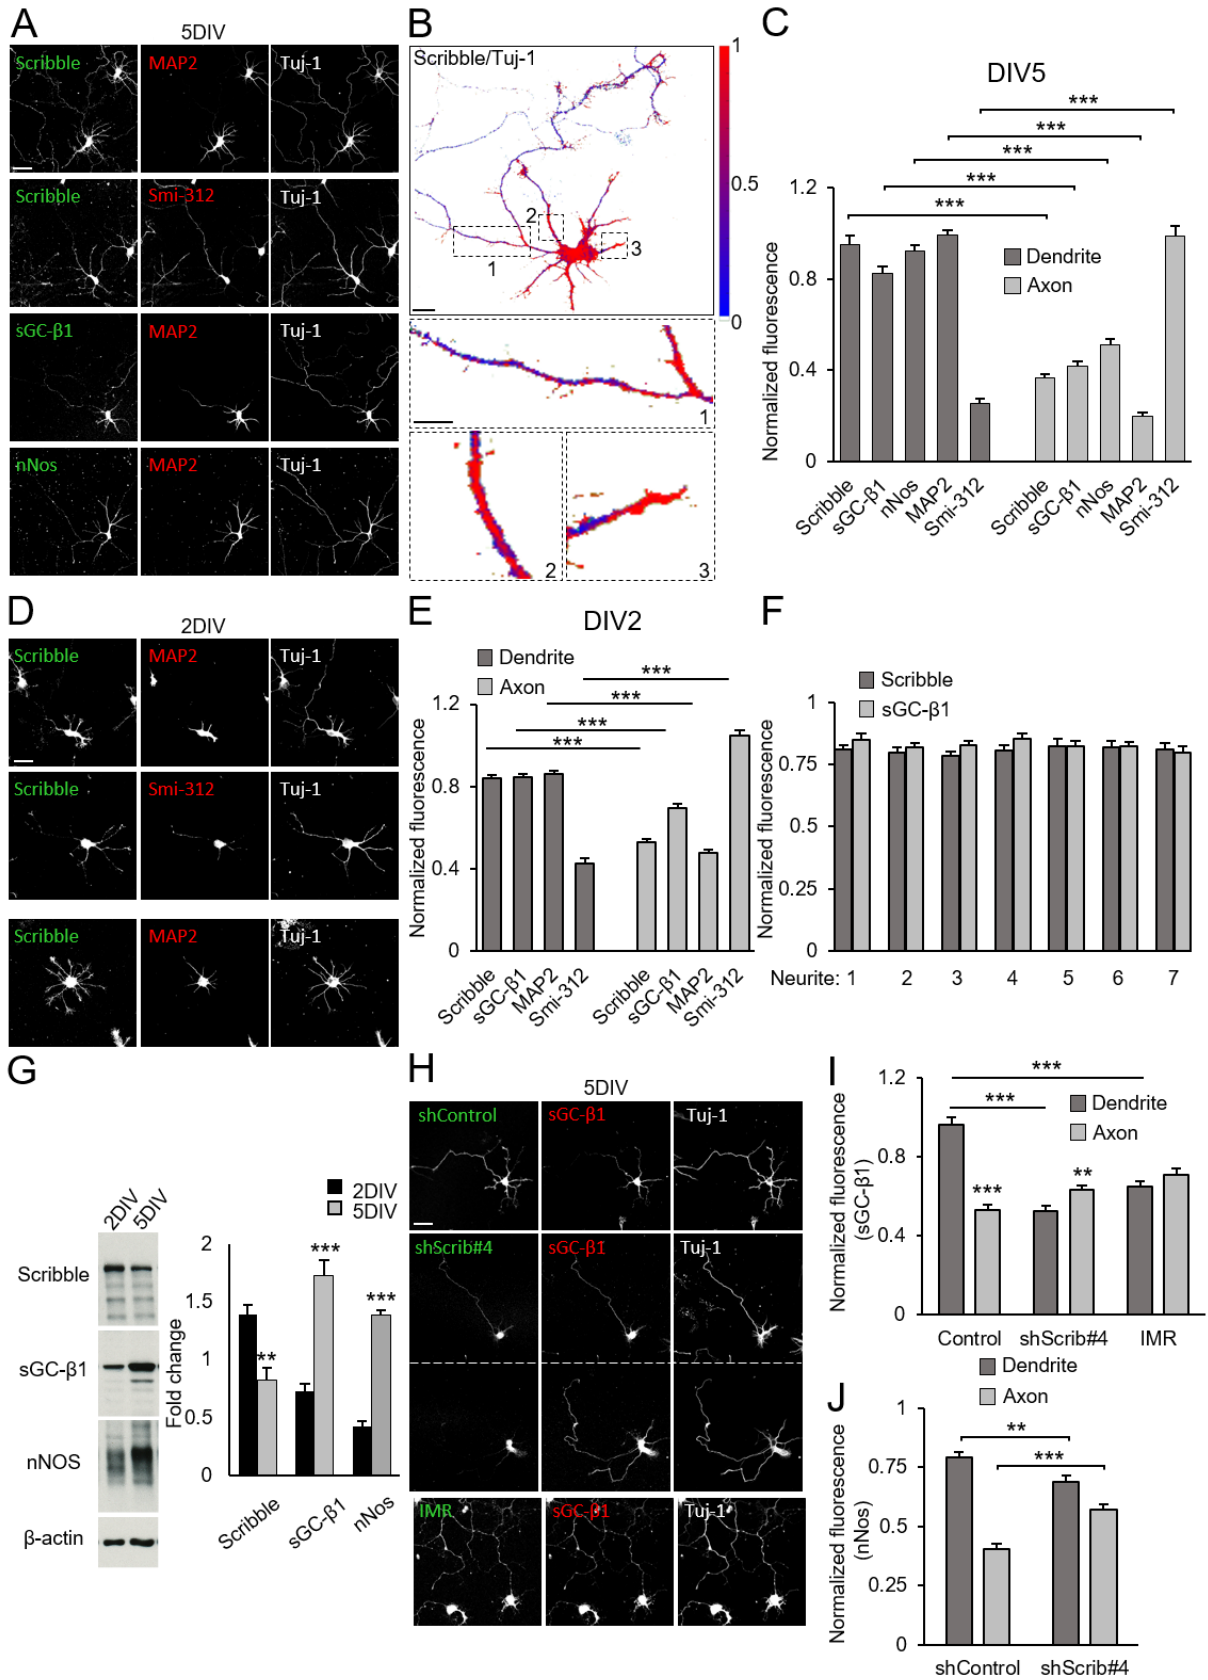 A
5DIV
Scribble MAP2 Tuj-1
Scribble Smi-312 Tuj-1
sGC-β1 MAP2 Tuj-1
nNos MAP2 Tuj-1
B
Scribble/Tuj-1
1
0.5
0
1
2
3
1
2
3
C
DIV5
*** 
***
***
***
***
Dendrite
Axon
Normalized fluorescence
1.2
0.8
0.4
0
Scribble sGC-β1 nNos MAP2 Smi-312 Scribble sGC-β1 nNos MAP2 Smi-312
D
2DIV
Scribble MAP2 Tuj-1
Scribble Smi-312 Tuj-1
Scribble MAP2 Tuj-1
E
DIV2
Dendrite
Axon
***
***
***
***
Normalized fluorescence
1.2
0.8
0.4
0
Scribble sGC-β1 MAP2 Smi-312 Scribble sGC-β1 MAP2 Smi-312
F
Scribble
sGC-β1
Normalized fluorescence
1
0.75
0.5
0.25
0
Neurite: 1 2 3 4 5 6 7
G
2DIV 5DIV
Scribble
sGC-β1
nNOS
β-actin
2DIV
5DIV
Fold change
2
1.5
1
0.5
0
**
***
***
Scribble sGC-β1 nNos
H
5DIV
shControl sGC-β1 Tuj-1
shScrib#4 sGC-β1 Tuj-1
IMR sGC-β1 Tuj-1
I
Normalized fluorescence
(sGC-β1)
1.2
0.8
0.4
0
***
***
***
**
Dendrite
Axon
Control shScrib#4 IMR
J
Dendrite
Axon
Normalized fluorescence
(nNos)
1
0.75
0.5
0.25
0
**
***
shControl shScrib#4